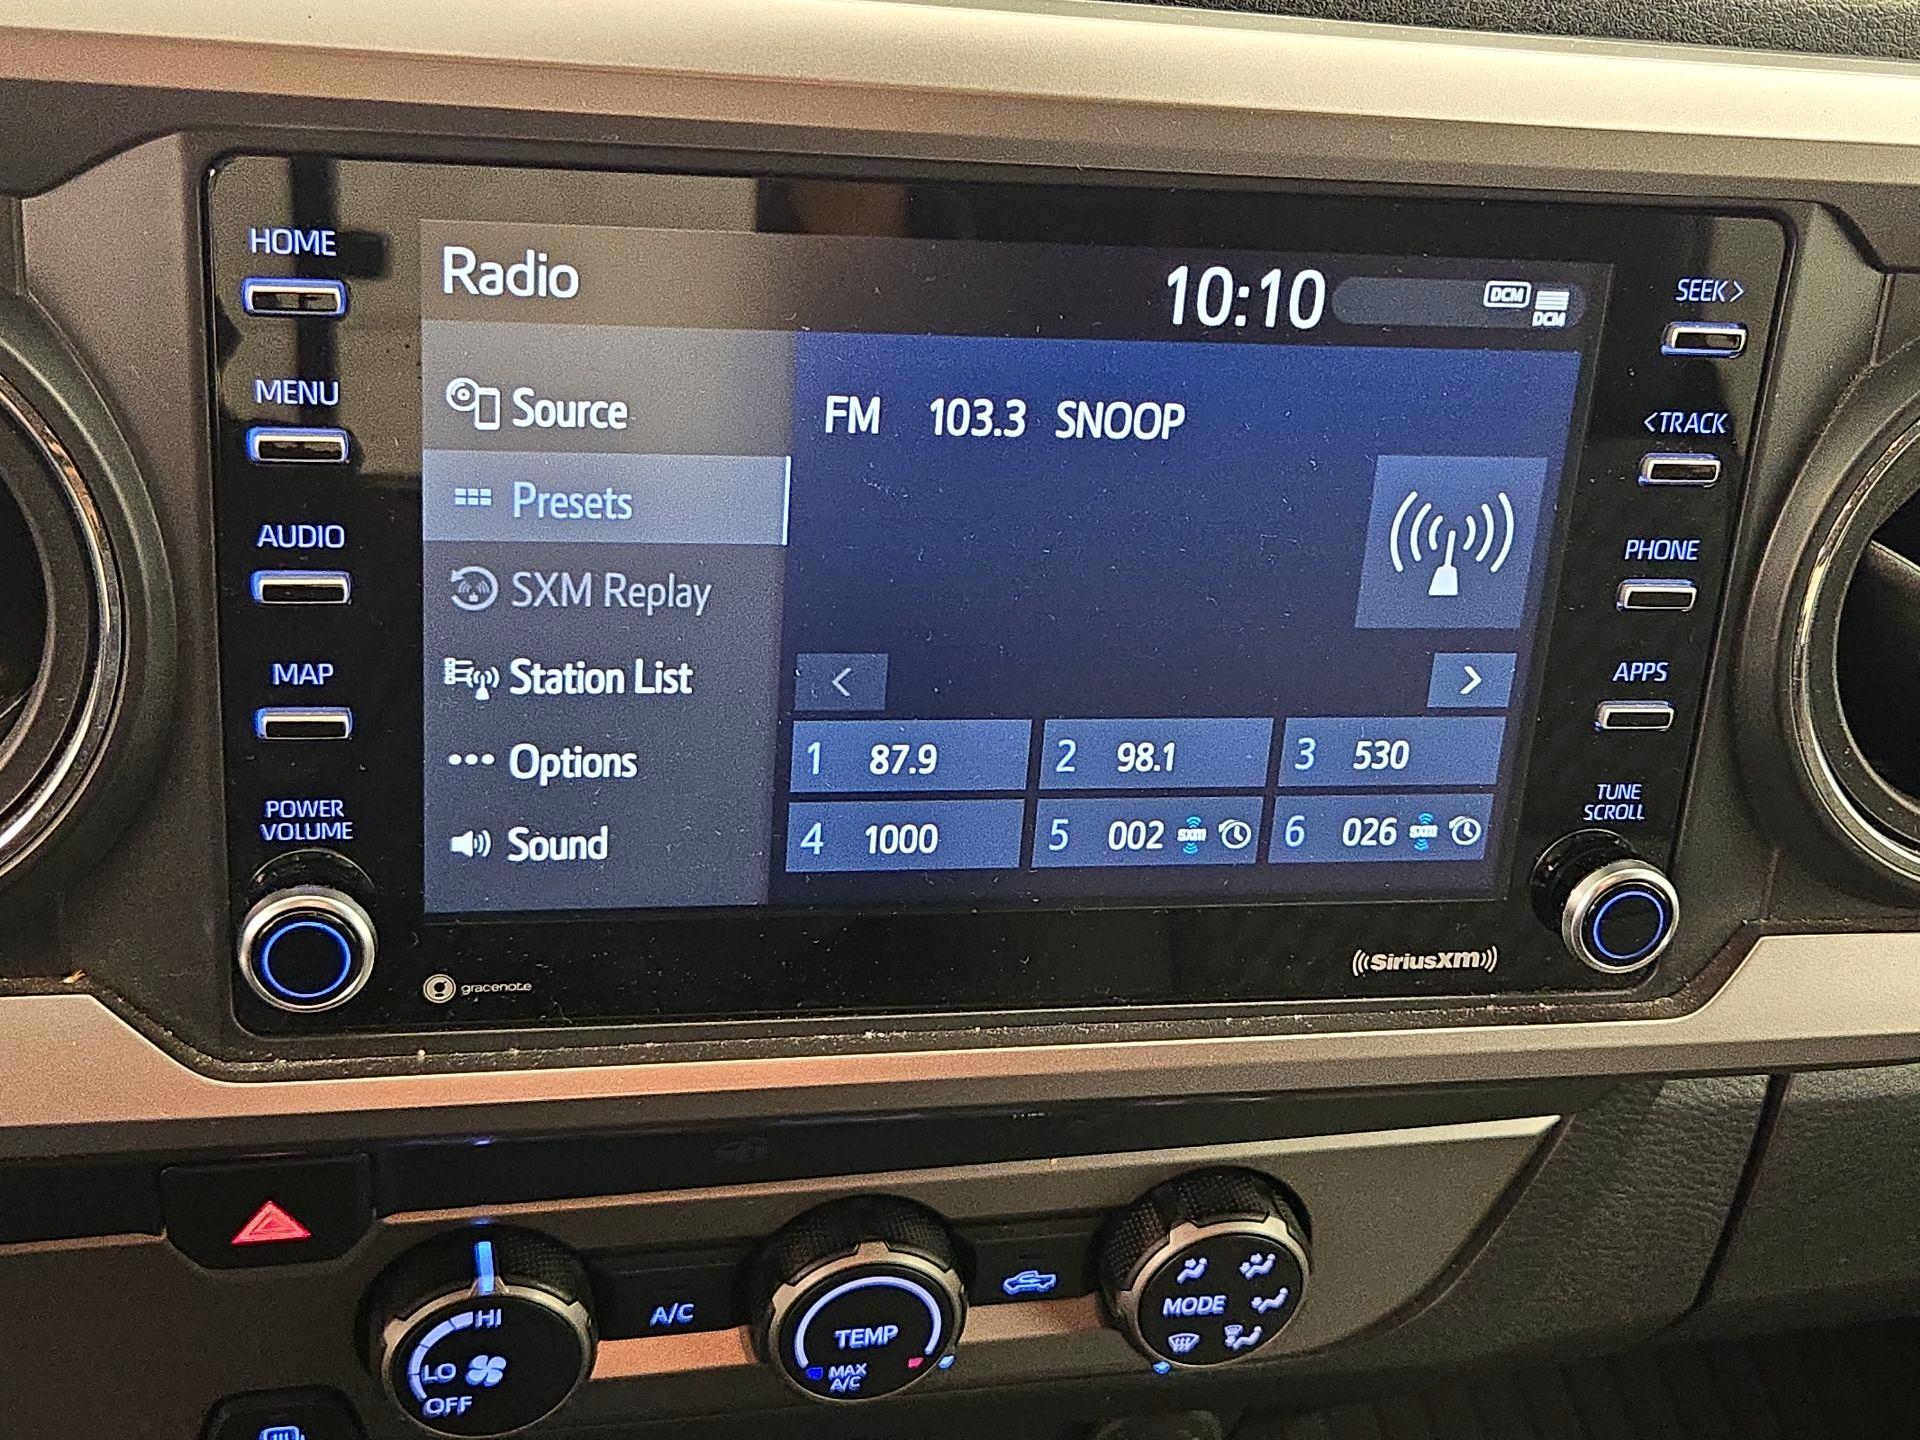 HOME
MENU
AUDIO
MAP
POWER
VOLUME
Radio
10:10
DCM
DCM
Source
Presets
SXM Replay
Station List
Options
Sound
FM 103.3 SNOOP
<
>
1 87.9
2 98.1
3 530
4 1000
5 002 SXM
6 026 SXM
SEEK>
<TRACK
PHONE
APPS
TUNE
SCROLL
gracenote
((SiriusXM))
HI
LO
OFF
A/C
TEMP
MAX
A/C
MODE